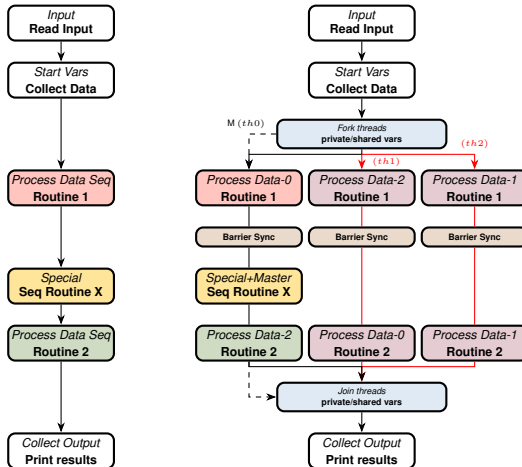 Input
Read Input
Start Vars
Collect Data
Process Data Seq
Routine 1
Special
Seq Routine X
Process Data Seq
Routine 2
Collect Output
Print results
Input
Read Input
Start Vars
Collect Data
M (th0)
Fork threads
private/shared vars
(th1)
(th2)
Process Data-0
Routine 1
Process Data-2
Routine 1
Process Data-1
Routine 1
Barrier Sync
Barrier Sync
Barrier Sync
Special+Master
Seq Routine X
Process Data-2
Routine 2
Process Data-0
Routine 2
Process Data-1
Routine 2
Join threads
private/shared vars
Collect Output
Print results